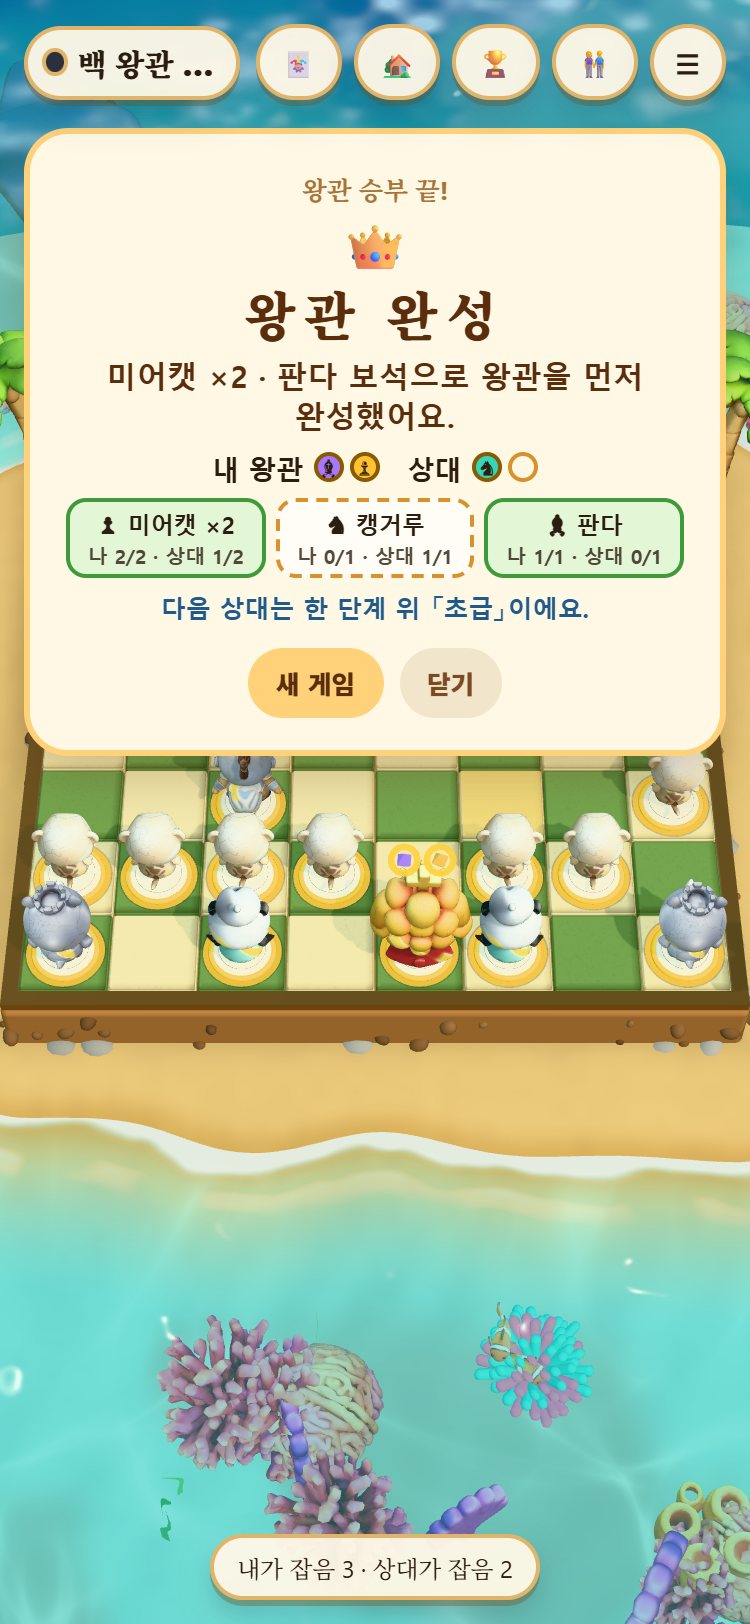 백 왕관 ...
왕관 승부 끝!
왕관 완성
미어캣 ×2 · 판다 보석으로 왕관을 먼저
완성했어요.
내 왕관 상대
미어캣 ×2
나 2/2 · 상대 1/2
캥거루
나 0/1 · 상대 1/1
판다
나 1/1 · 상대 0/1
다음 상대는 한 단계 위 「초급」이에요.
새 게임 닫기
내가 잡음 3 · 상대가 잡음 2